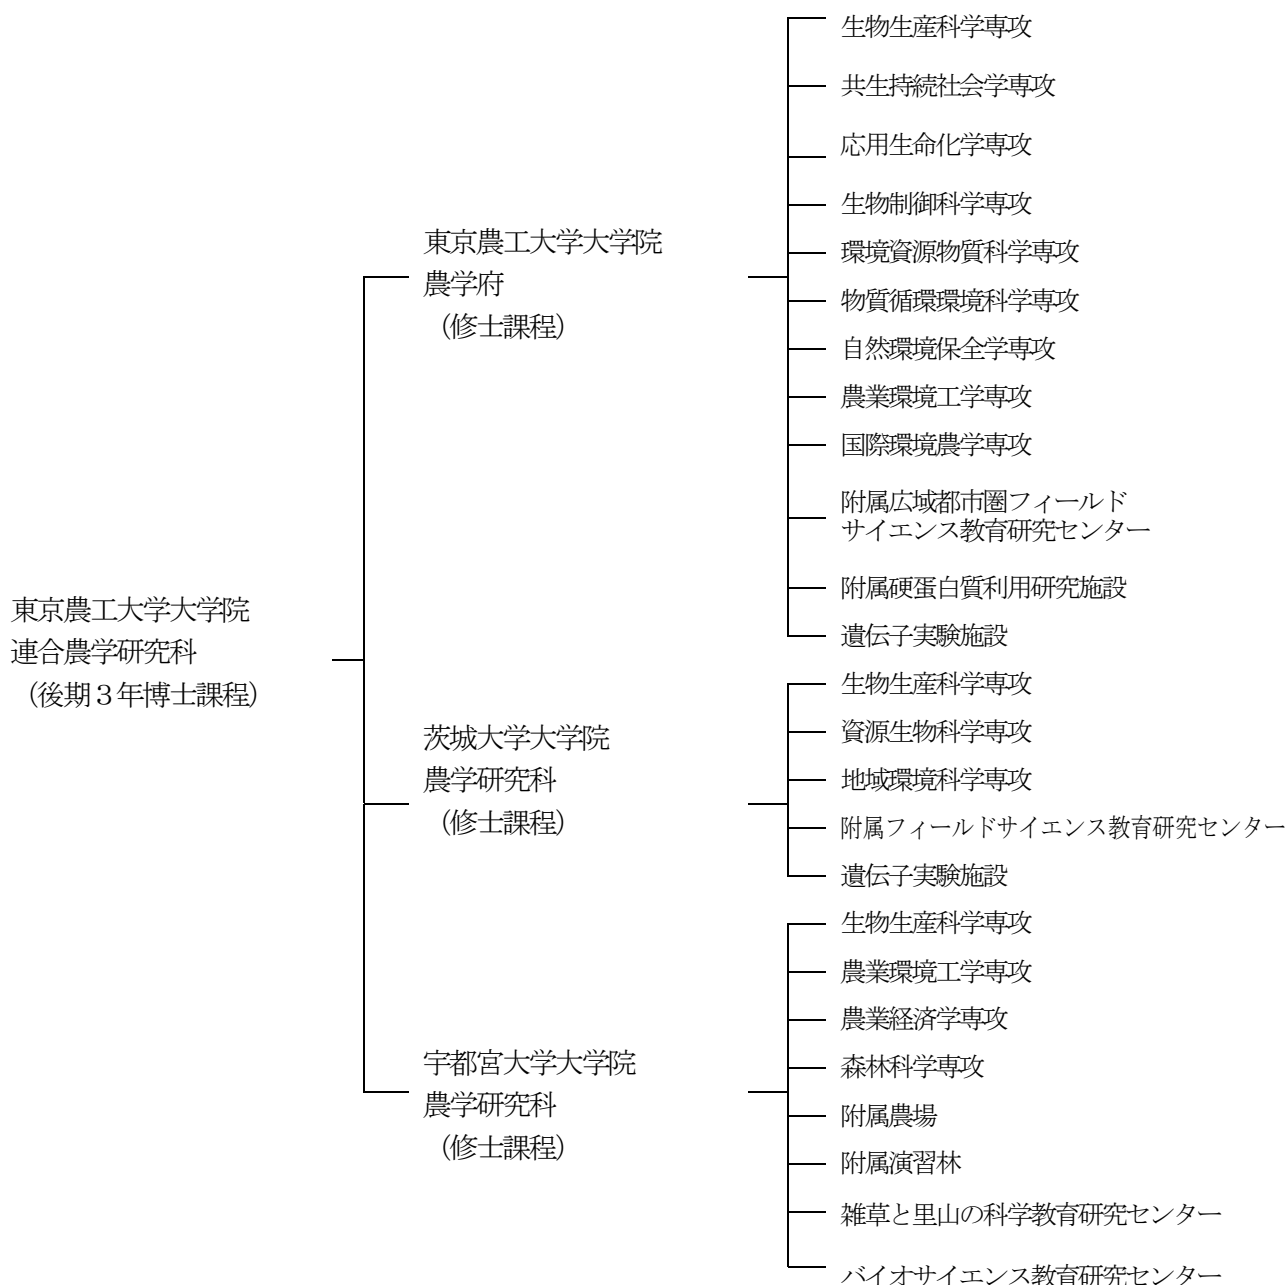 東京農工大学大学院
連合農学研究科
（後期３年博士課程）
東京農工大学大学院
農学府
（修士課程）
生物生産科学専攻
共生持続社会学専攻
応用生命化学専攻
生物制御科学専攻
環境資源物質科学専攻
物質循環環境科学専攻
自然環境保全学専攻
農業環境工学専攻
国際環境農学専攻
附属広域都市圏フィールド
サイエンス教育研究センター
附属硬蛋白質利用研究施設
遺伝子実験施設
茨城大学大学院
農学研究科
（修士課程）
生物生産科学専攻
資源生物科学専攻
地域環境科学専攻
附属フィールドサイエンス教育研究センター
遺伝子実験施設
宇都宮大学大学院
農学研究科
（修士課程）
生物生産科学専攻
農業環境工学専攻
農業経済学専攻
森林科学専攻
附属農場
附属演習林
雑草と里山の科学教育研究センター
バイオサイエンス教育研究センター